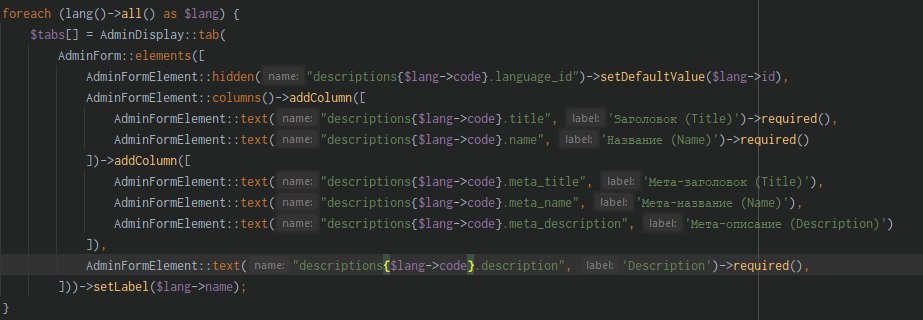 foreach (lang()->all() as $lang) {
    $tabs[] = AdminDisplay::tab(
        AdminForm::elements([
            AdminFormElement::hidden( name: "descriptions{$lang->code}.language_id")->setDefaultValue($lang->id),
            AdminFormElement::columns()->addColumn([
                AdminFormElement::text( name: "descriptions{$lang->code}.title", label: 'Заголовок (Title)')->required(),
                AdminFormElement::text( name: "descriptions{$lang->code}.name", label: 'Название (Name)')->required()
            ])->addColumn([
                AdminFormElement::text( name: "descriptions{$lang->code}.meta_title", label: 'Мета-заголовок (Title)'),
                AdminFormElement::text( name: "descriptions{$lang->code}.meta_name", label: 'Мета-название (Name)'),
                AdminFormElement::text( name: "descriptions{$lang->code}.meta_description", label: 'Мета-описание (Description)')
            ]),
            AdminFormElement::text( name: "descriptions{$lang->code}.description", label: 'Description')->required(),
        ]))->setLabel($lang->name);
}